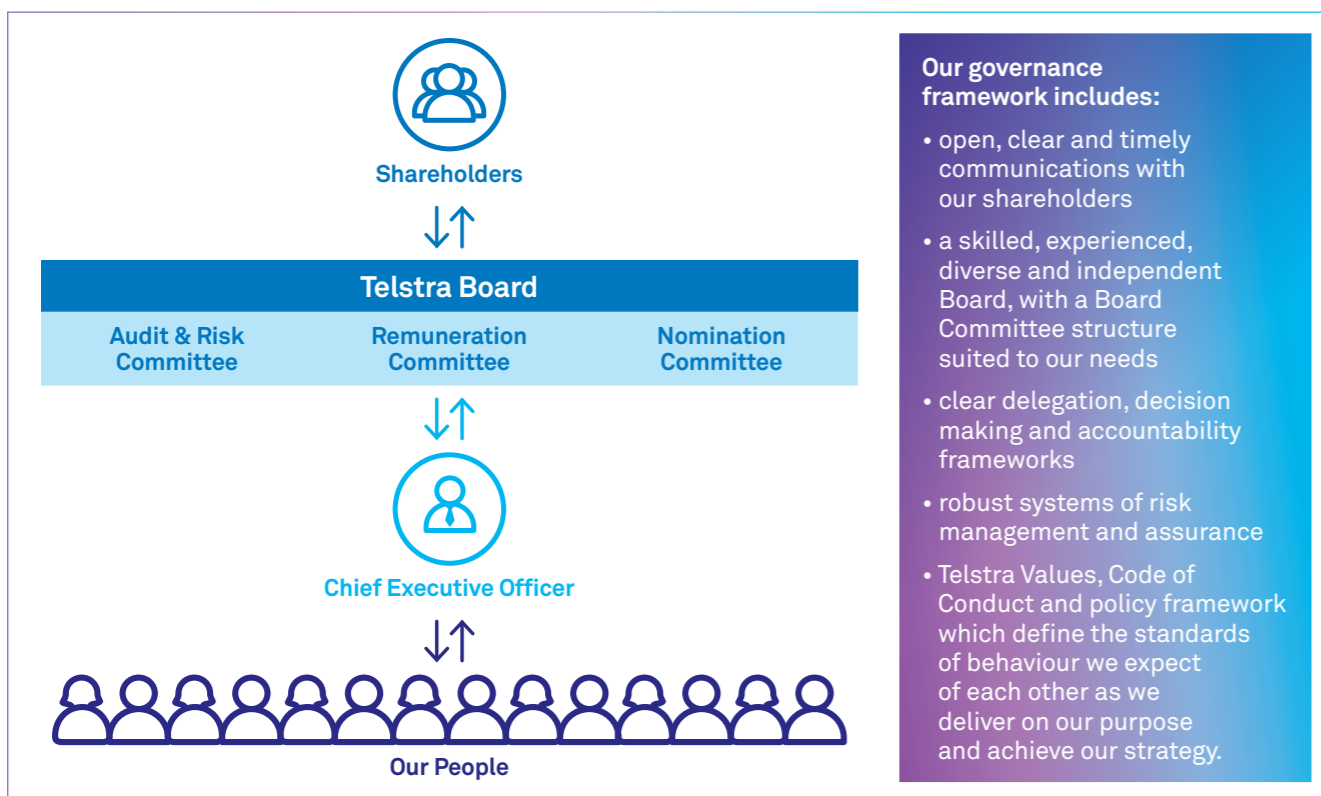 Shareholders
Telstra Board
Audit & Risk
Committee
Remuneration
Committee
Nomination
Committee
Chief Executive Officer
Our People
Our governance
framework includes:
• open, clear and timely
communications with
our shareholders
• a skilled, experienced,
diverse and independent
Board, with a Board
Committee structure
suited to our needs
• clear delegation, decision
making and accountability
frameworks
• robust systems of risk
management and assurance
• Telstra Values, Code of
Conduct and policy framework
which define the standards
of behaviour we expect
of each other as we
deliver on our purpose
and achieve our strategy.